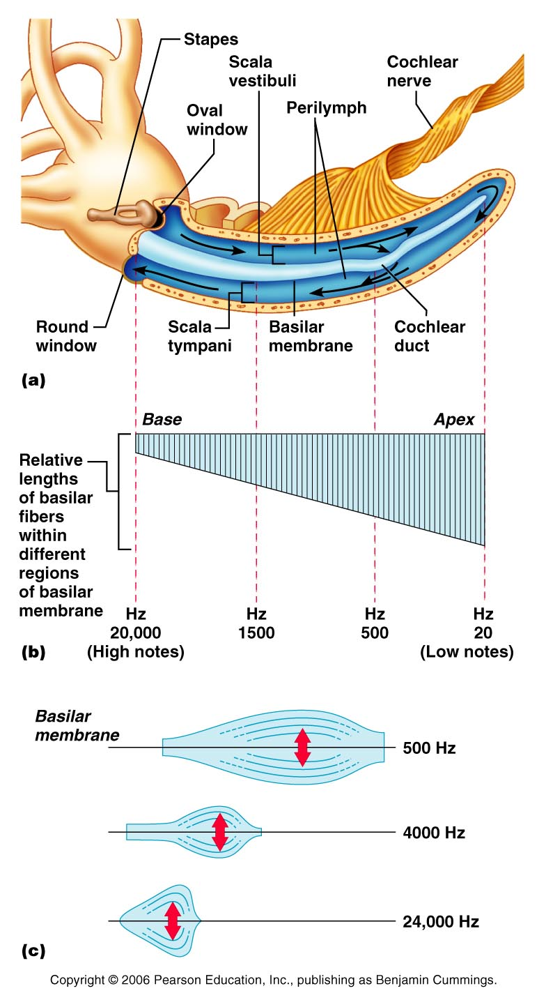 Stapes
Scala
vestibuli
Cochlear
nerve
Oval
window
Perilymph
Round
window
Scala
tympani
Basilar
membrane
Cochlear
duct
(a)
Base
Apex
Relative
lengths
of basilar
fibers
within
different
regions
of basilar
membrane
Hz
20,000
(High notes)
Hz
1500
Hz
500
Hz
20
(Low notes)
(b)
Basilar
membrane
500 Hz
4000 Hz
24,000 Hz
(c)
Copyright © 2006 Pearson Education, Inc., publishing as Benjamin Cummings.